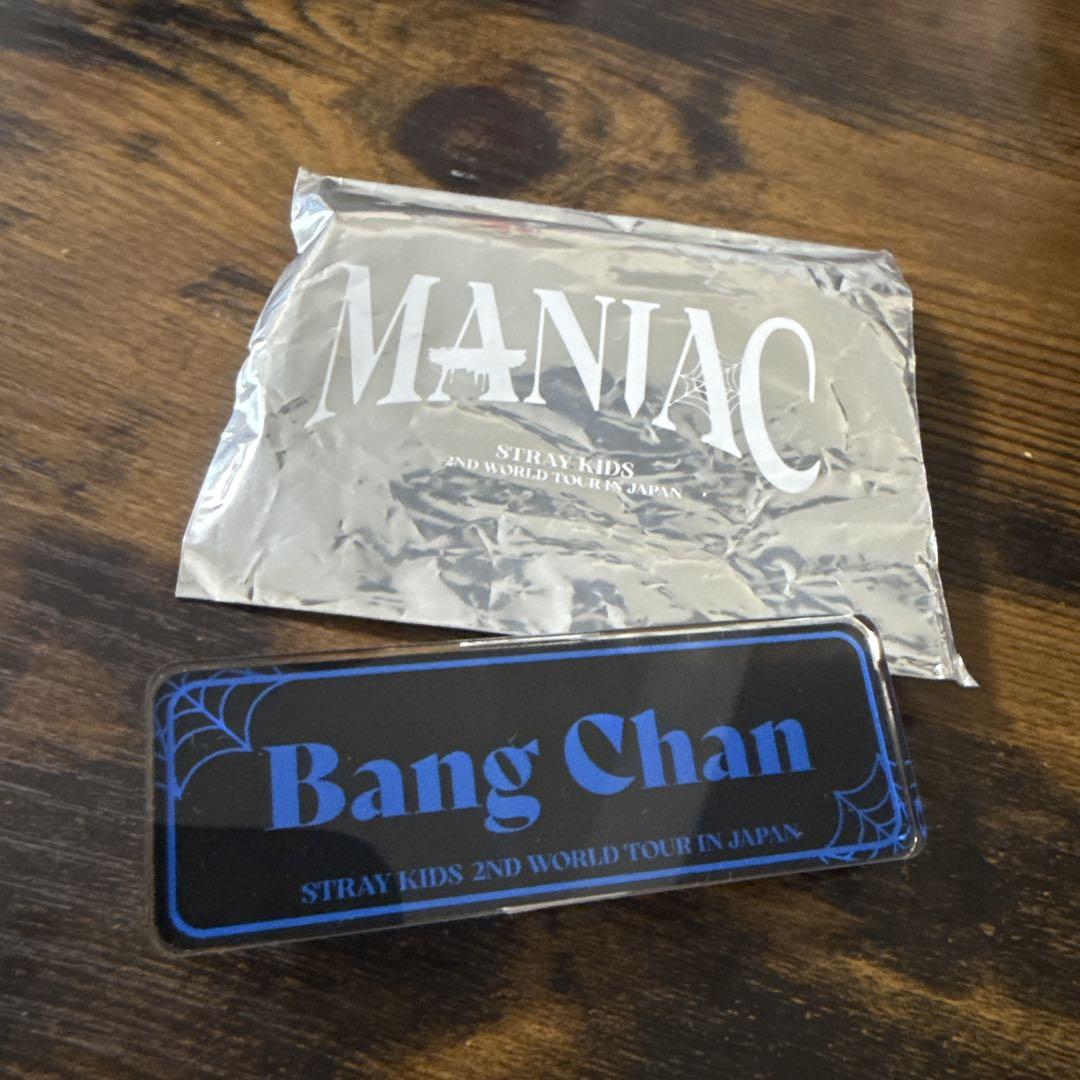 MANIAC
STRAY KIDS
2ND WORLD TOUR IN JAPAN
Bang Chan
STRAY KIDS 2ND WORLD TOUR IN JAPAN